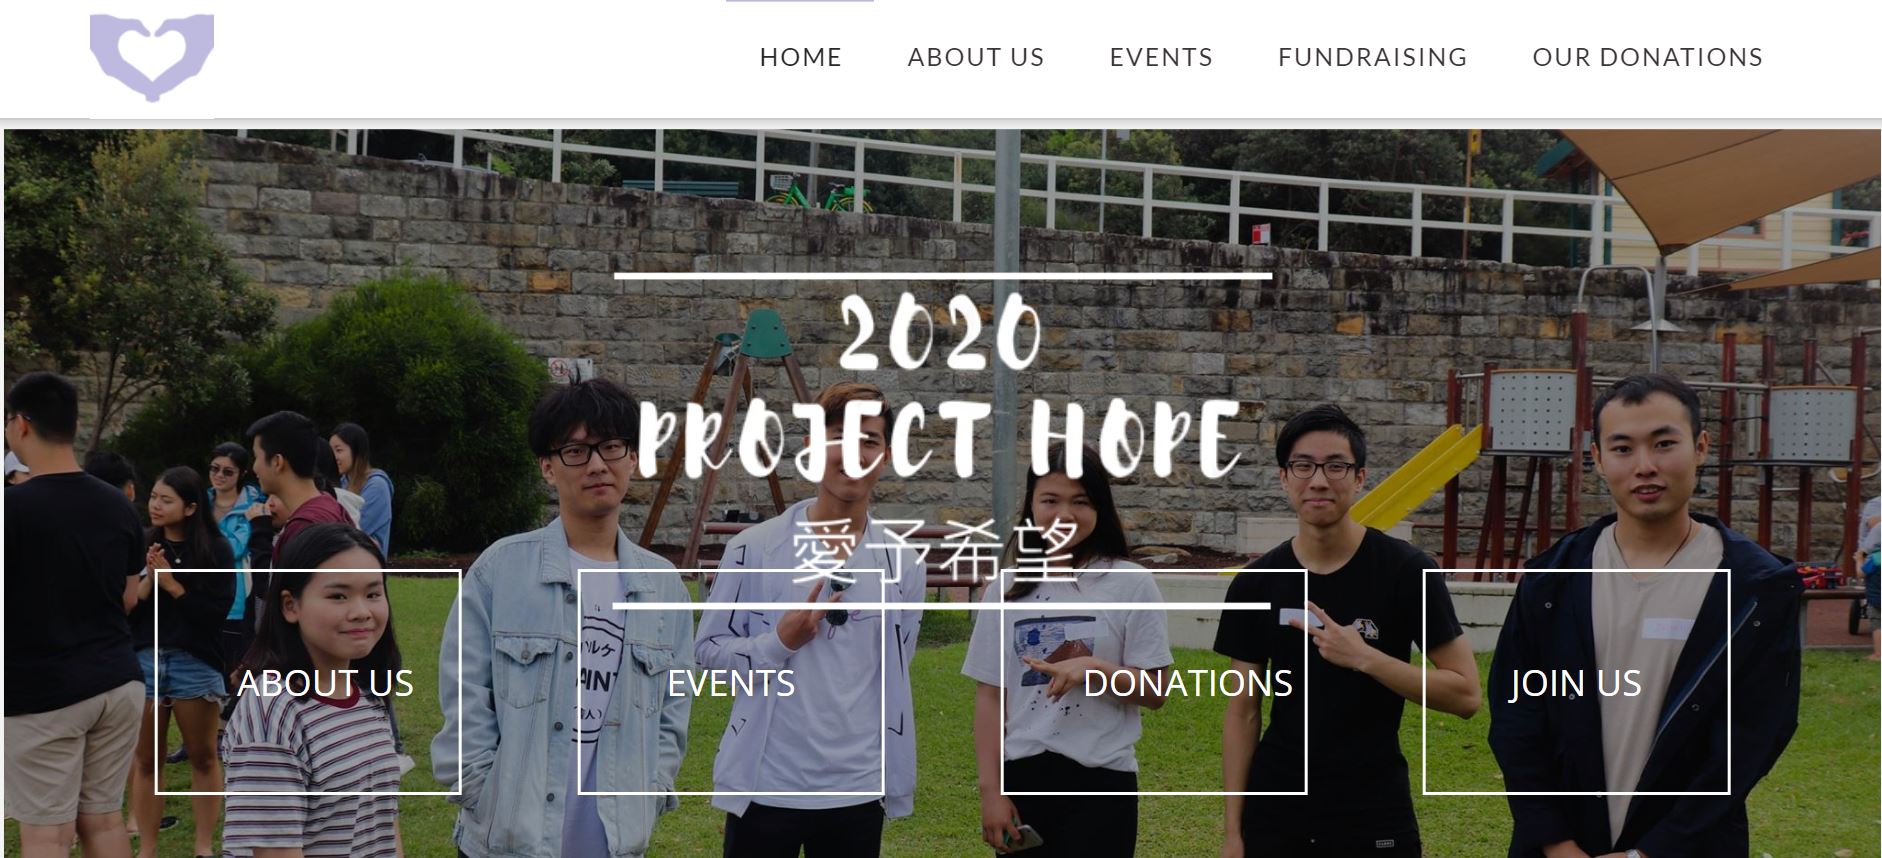 HOME ABOUT US EVENTS FUNDRAISING OUR DONATIONS
2020
PROJECT HOPE
愛予希望
ABOUT US EVENTS DONATIONS JOIN US